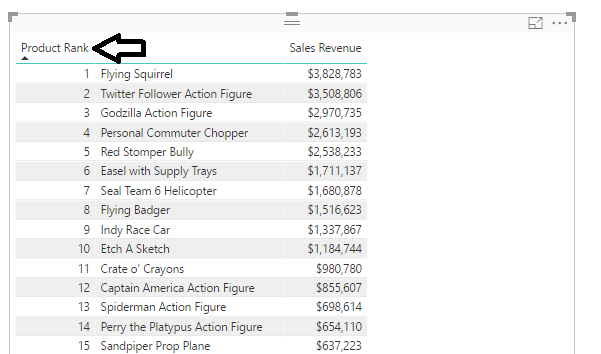 Product Rank Sales Revenue
1 Flying Squirrel $3,828,783
2 Twitter Follower Action Figure $3,508,806
3 Godzilla Action Figure $2,970,735
4 Personal Commuter Chopper $2,613,193
5 Red Stomper Bully $2,538,233
6 Easel with Supply Trays $1,711,137
7 Seal Team 6 Helicopter $1,680,878
8 Flying Badger $1,516,623
9 Indy Race Car $1,337,867
10 Etch A Sketch $1,184,744
11 Crate o' Crayons $980,780
12 Captain America Action Figure $855,607
13 Spiderman Action Figure $698,614
14 Perry the Platypus Action Figure $654,110
15 Sandpiper Prop Plane $637,223